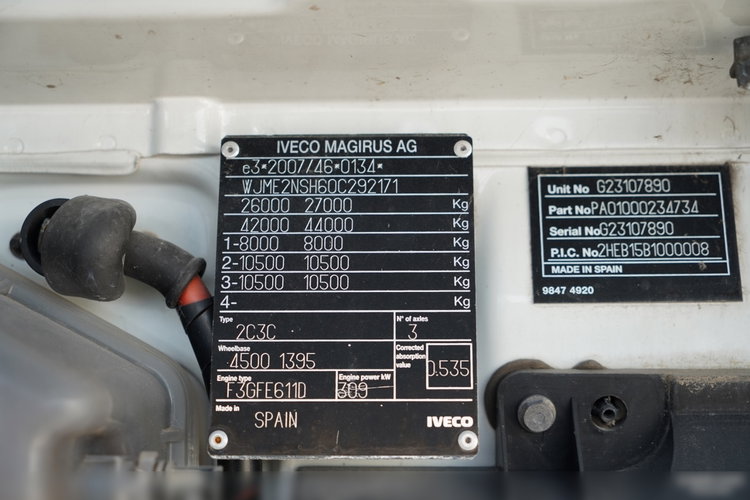 IVECO MAGIRUS AG
e3*2007/46*0134*
WJME2NSH60C292171
26000 27000 Kg
42000 44000 Kg
1-8000 8000 Kg
2-10500 10500 Kg
3-10500 10500 Kg
4- Kg
Type
2C3C
N° of axles
3
Wheelbase
4500 1395
Corrected absorption value
0.535
Engine type
F3GFE611D
Engine power kW
309
Made in
SPAIN
IVECO
Unit No G23107890
Part No PA01000234734
Serial No G23107890
P.I.C. No 2HEB15B1000008
MADE IN SPAIN
9847 4920